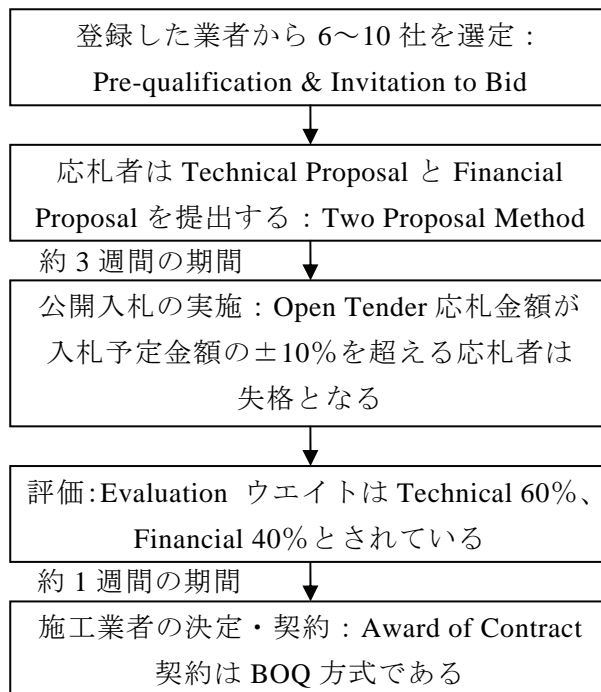 登録した業者から 6～10 社を選定：
Pre-qualification & Invitation to Bid
応札者は Technical Proposal と Financial
Proposal を提出する：Two Proposal Method
約 3 週間の期間
公開入札の実施：Open Tender 応札金額が
入札予定金額の±10％を超える応札者は
失格となる
評価:Evaluation ウエイトは Technical 60％、
Financial 40％とされている
約 1 週間の期間
施工業者の決定・契約：Award of Contract
契約は BOQ 方式である